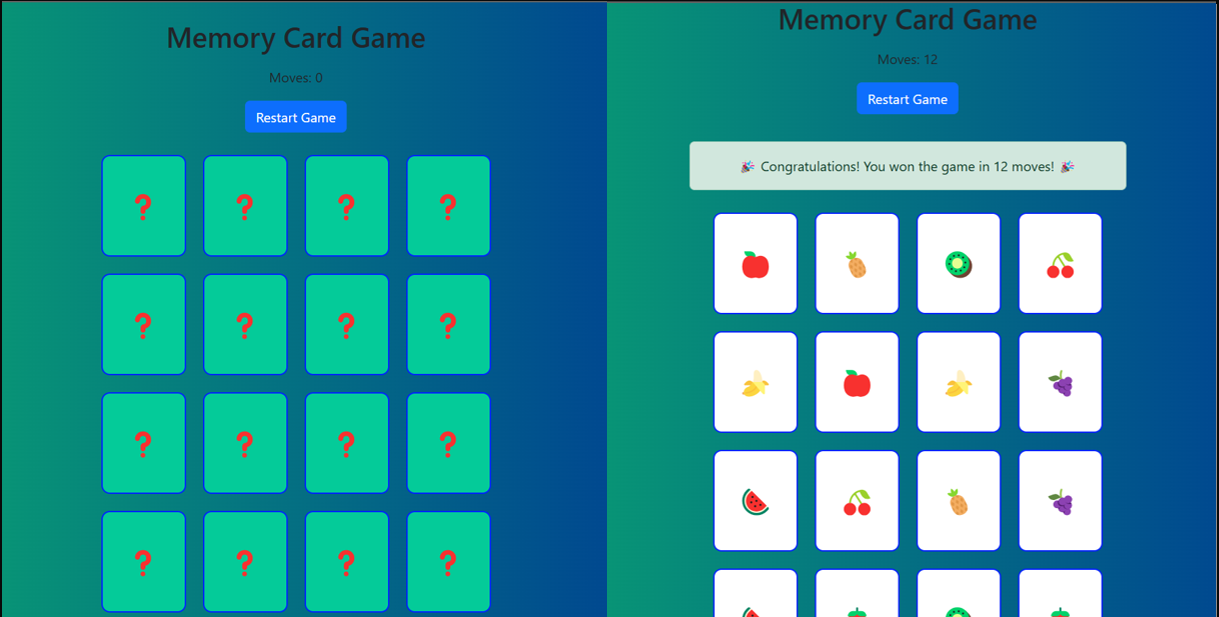 Memory Card Game
Moves: 0
Restart Game
❓ ❓ ❓ ❓
❓ ❓ ❓ ❓
❓ ❓ ❓ ❓
❓ ❓ ❓ ❓
Memory Card Game
Moves: 12
Restart Game
🎉 Congratulations! You won the game in 12 moves! 🎉